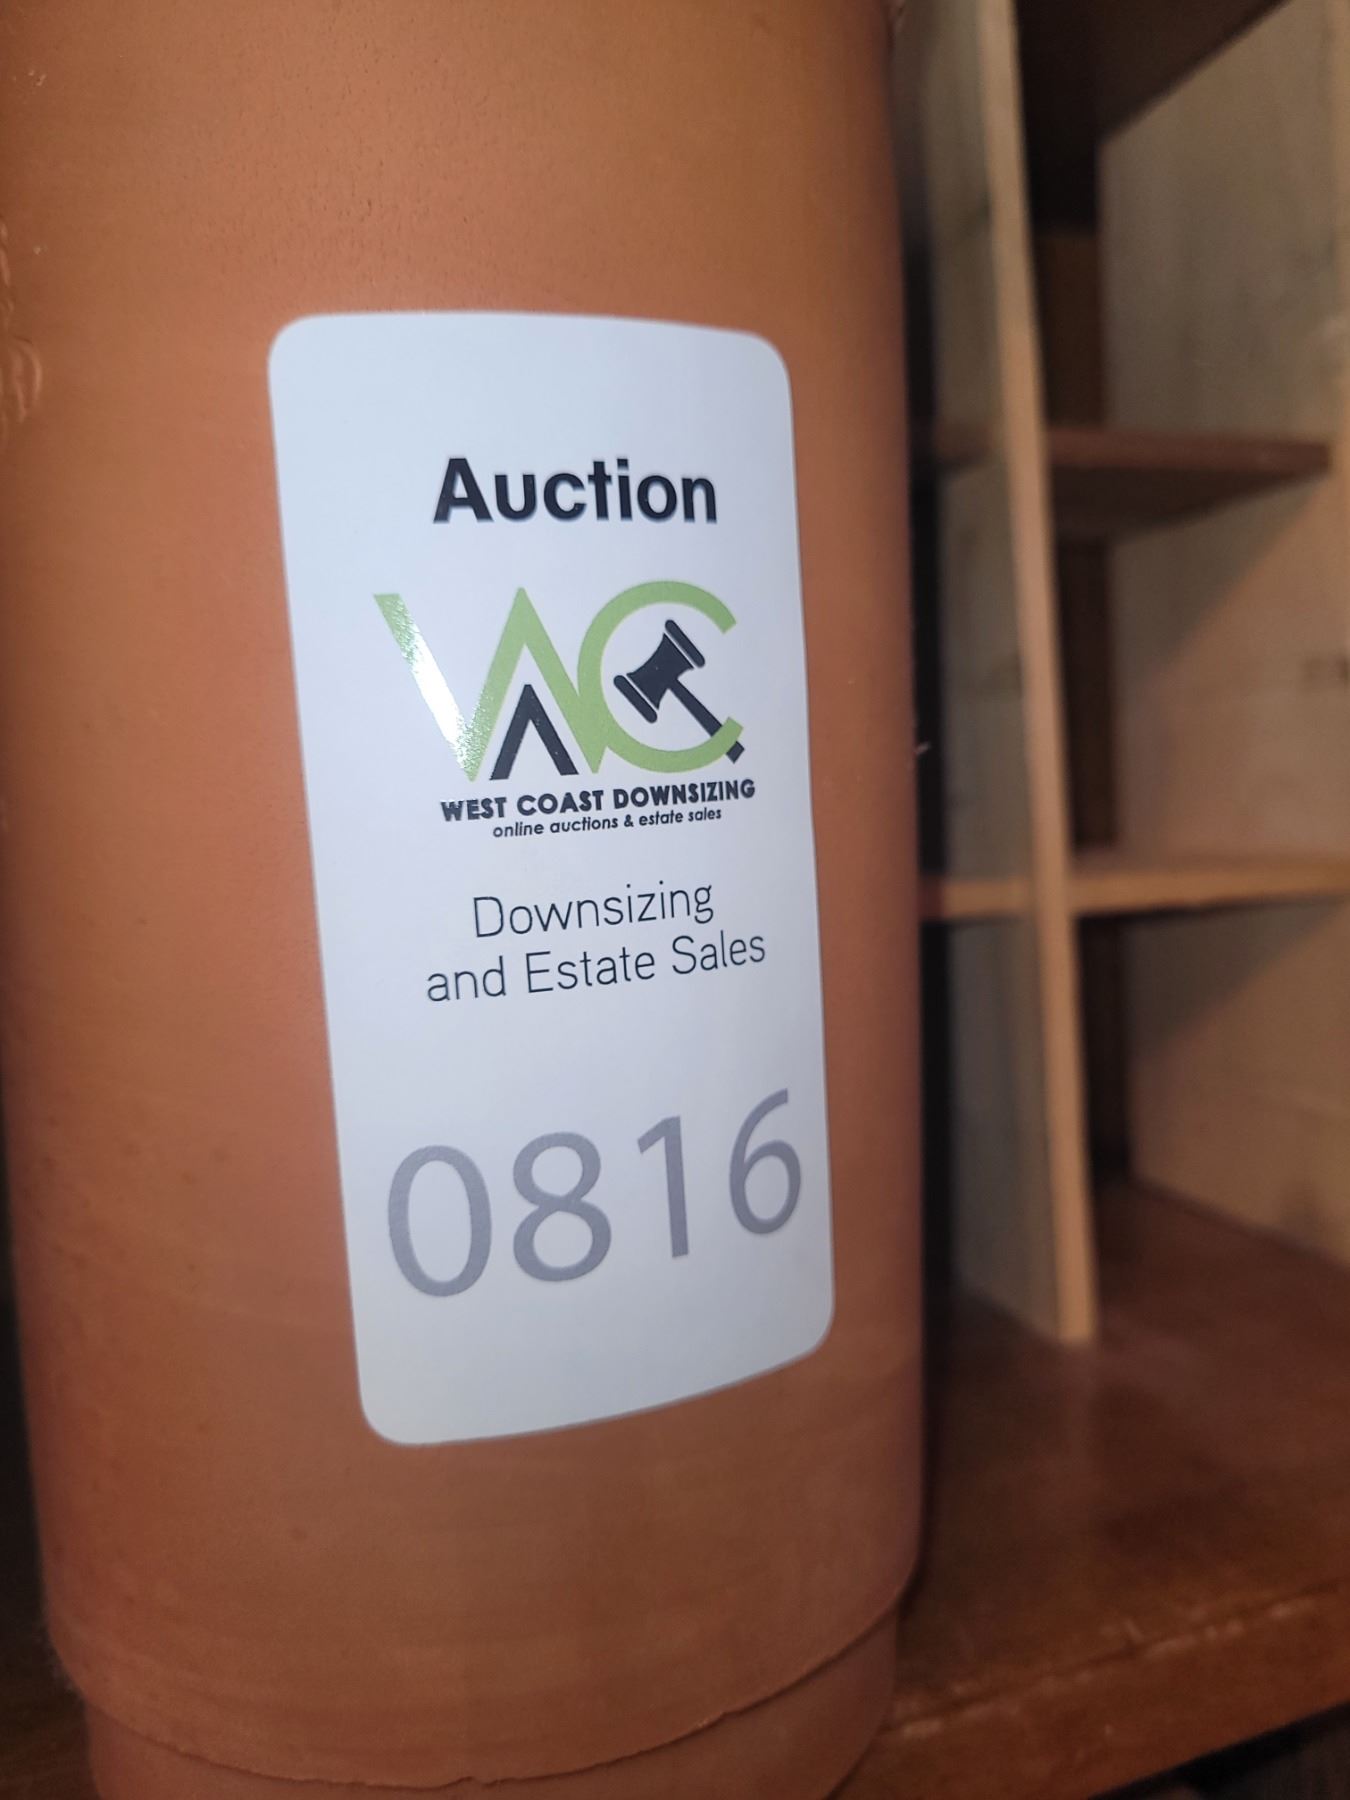 Auction
WAC
WEST COAST DOWNSIZING
online auctions & estate sales
Downsizing
and Estate Sales
0816